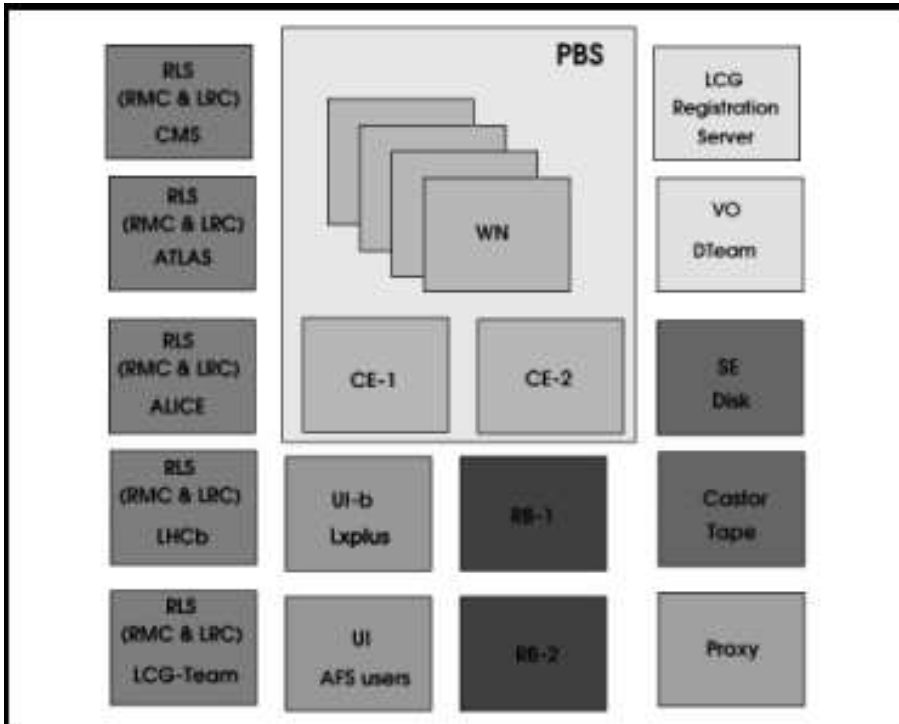 RLS
(RMC & LRC)
CMS
RLS
(RMC & LRC)
ATLAS
RLS
(RMC & LRC)
ALICE
RLS
(RMC & LRC)
LHCb
RLS
(RMC & LRC)
LCG-Team
PBS
WN
CE-1
CE-2
UI-b
Lxplus
RB-1
UI
AFS users
RB-2
LCG
Registration
Server
VO
DTeam
SE
Disk
Castor
Tape
Proxy